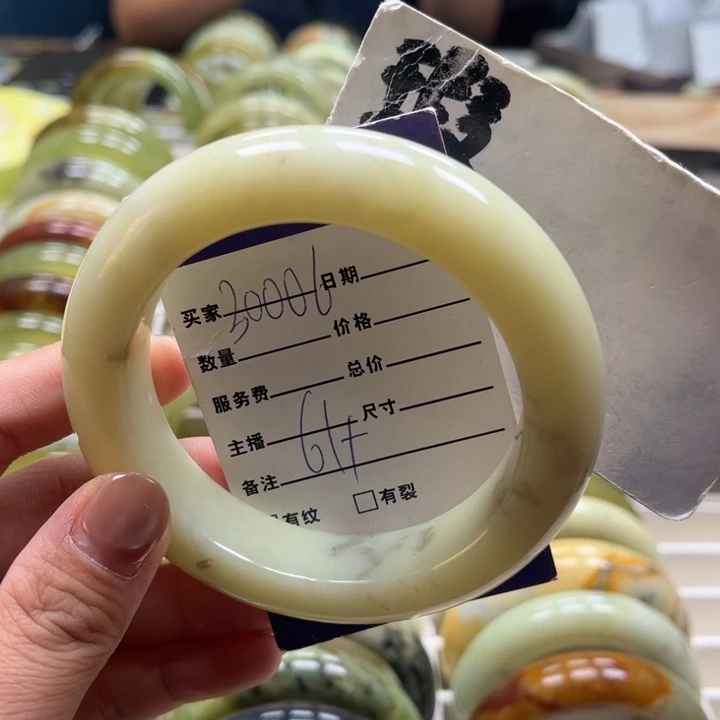 买家 30006 日期
数量 价格
服务费 总价
主播 尺寸
61+
备注
有纹 □有裂